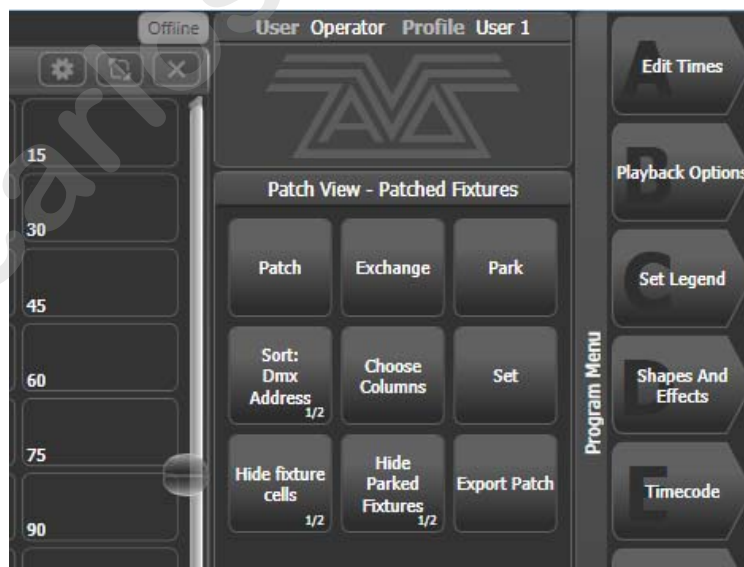 Offline
User Operator Profile User 1
15
30
45
60
75
90
Patch View - Patched Fixtures
Patch
Exchange
Park
Sort:
Dmx
Address
1/2
Choose
Columns
Set
Hide fixture
cells
1/2
Hide
Parked
Fixtures
1/2
Export Patch
Program Menu
A
Edit Times
B
Playback Options
C
Set Legend
D
Shapes And
Effects
E
Timecode